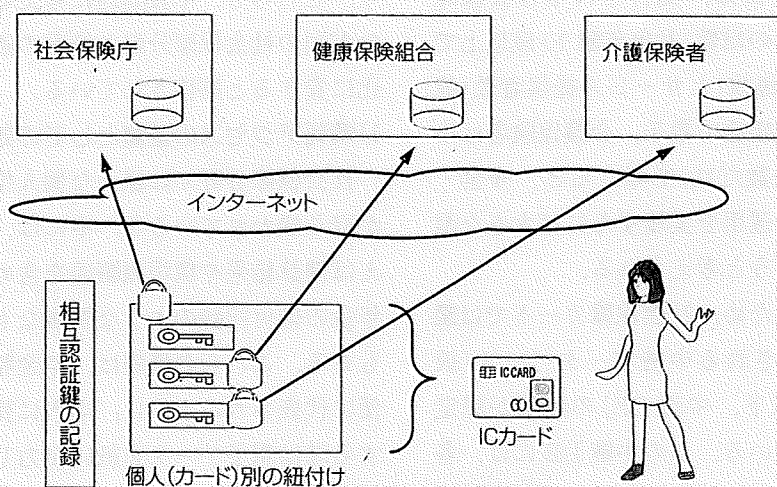 社会保険庁
健康保険組合
介護保険者
インターネット
相互認証鍵の記録
IC CARD
ICカード
個人(カード)別の紐付け